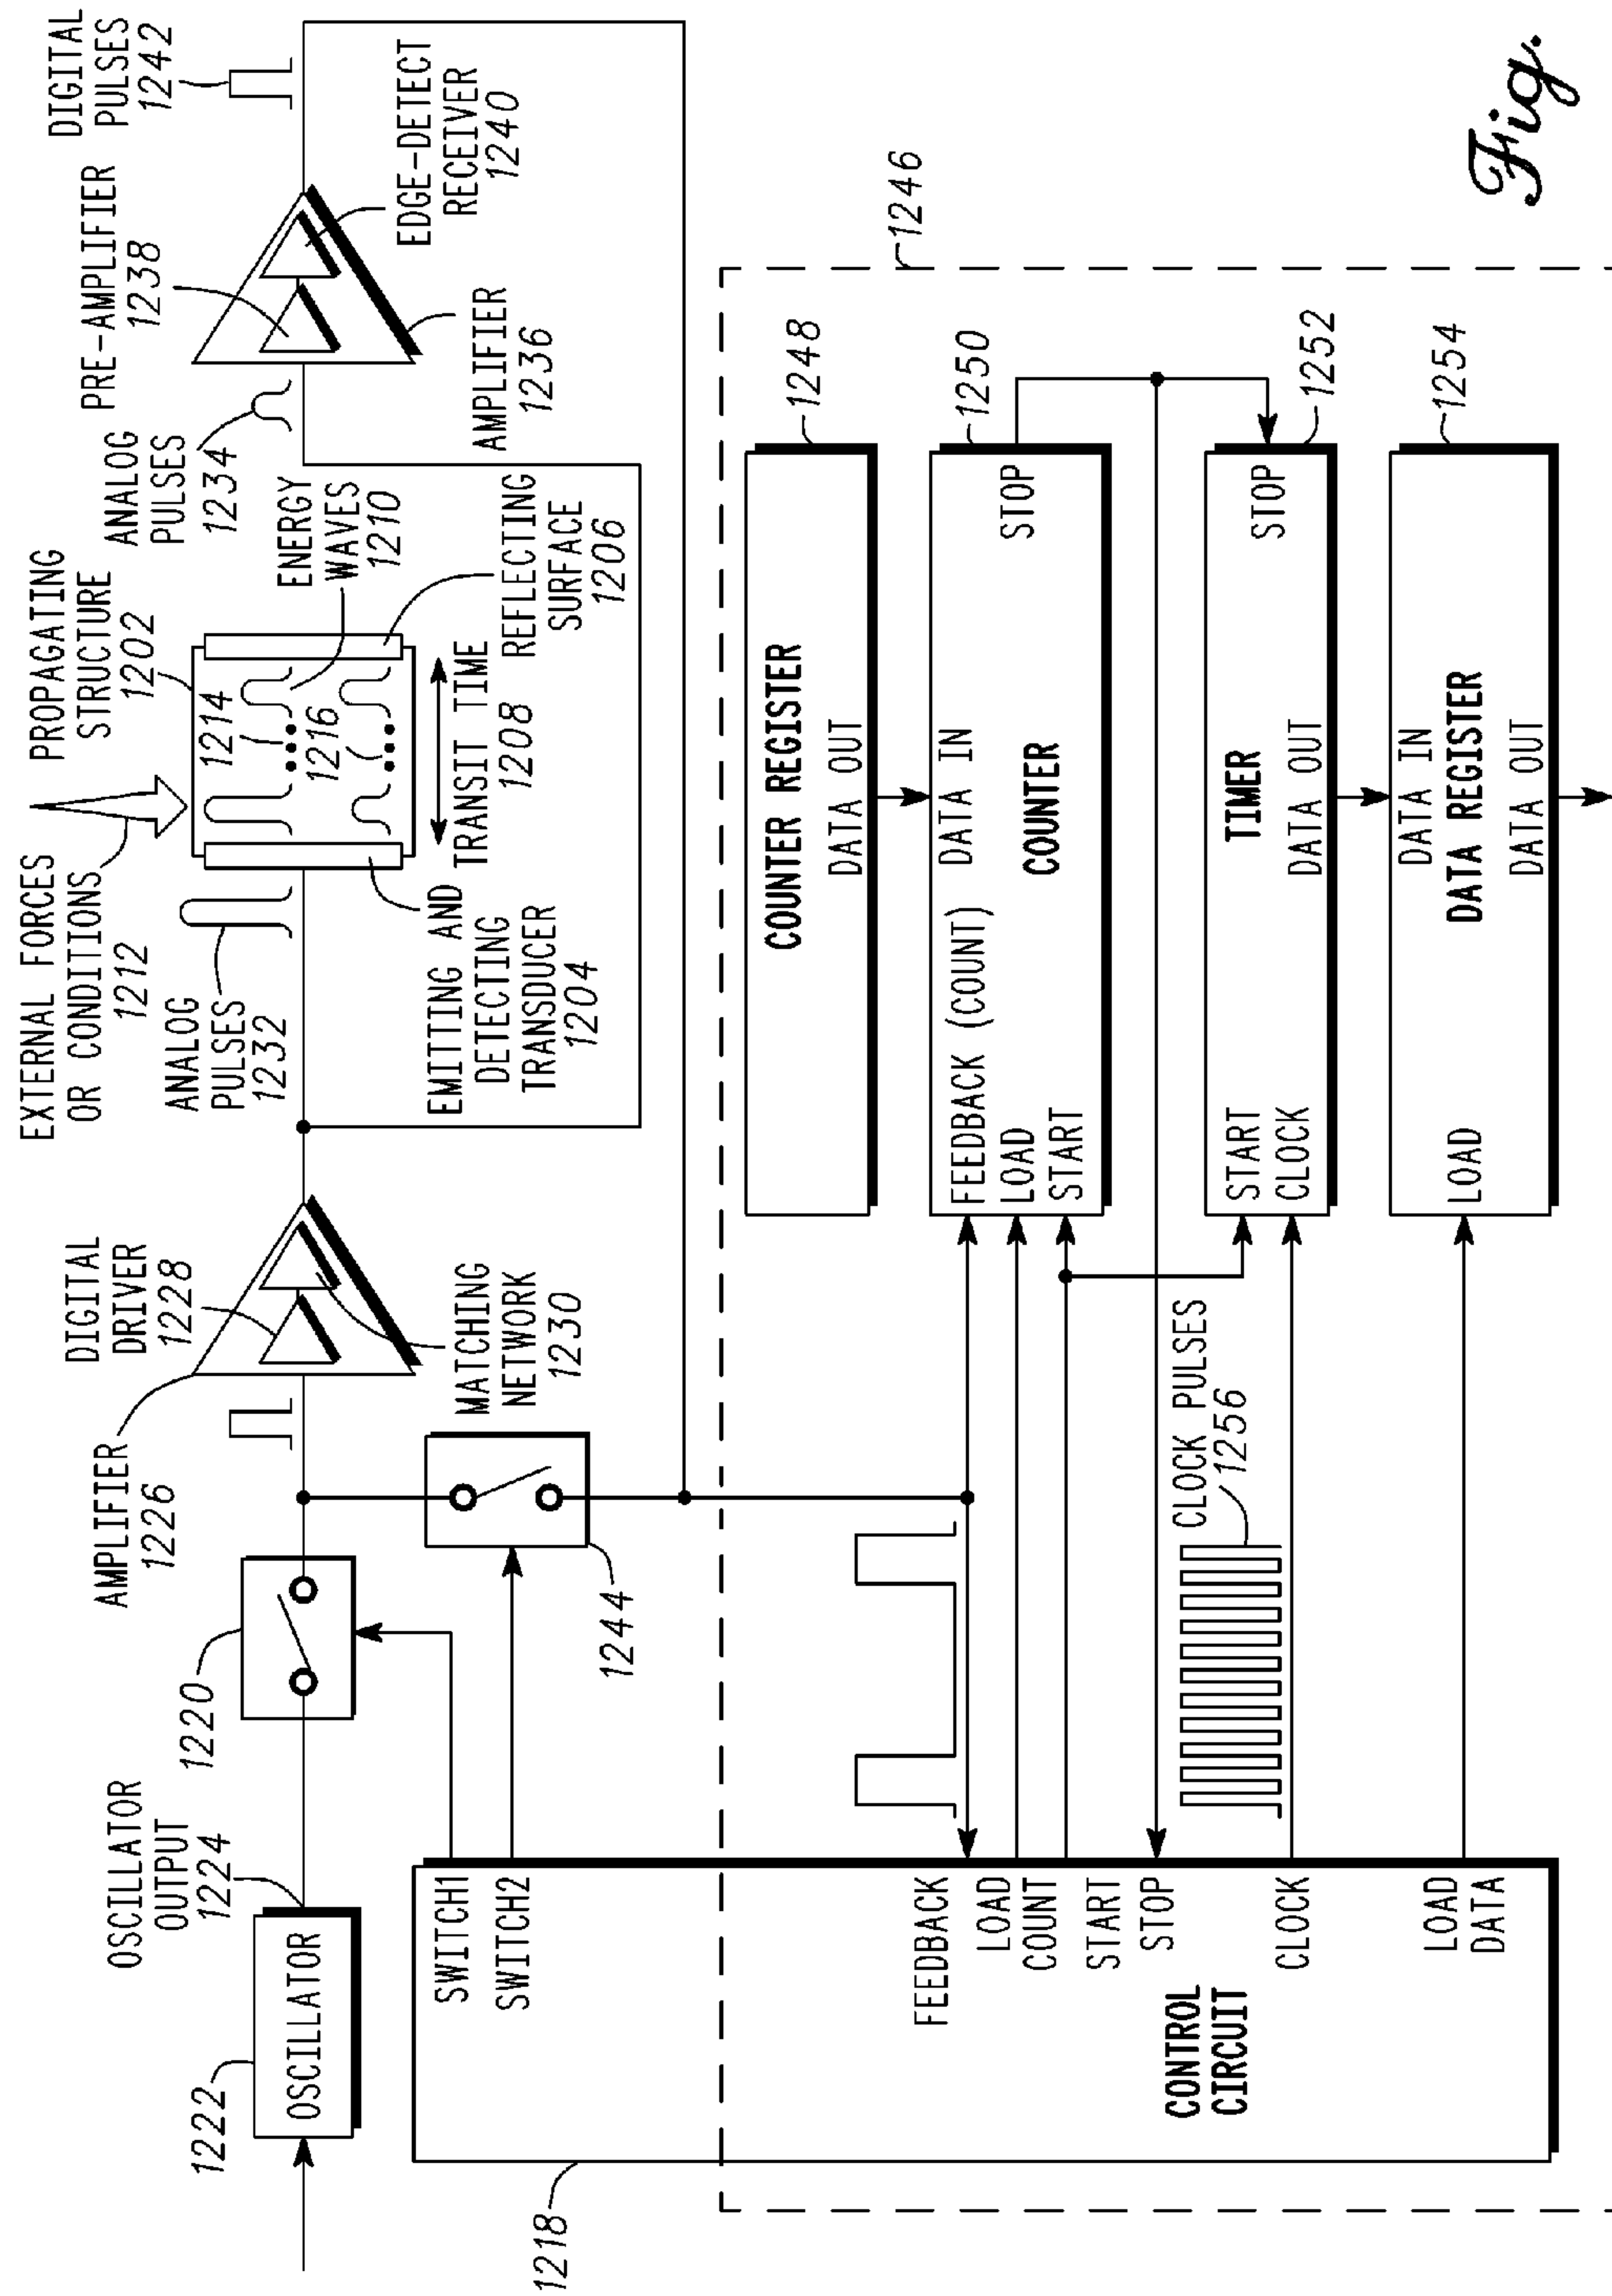 EXTERNAL FORCES
OR CONDITIONS
1212
PROPAGATING
STRUCTURE
1202
1222
OSCILLATOR
OSCILLATOR
OUTPUT
1224
1220
AMPLIFIER
1226
DIGITAL
DRIVER
1228
MATCHING
NETWORK
1230
ANALOG
PULSES
1232
EMITTING AND
DETECTING
TRANSDUCER
1204
1214
1216
TRANSIT TIME
1208
ENERGY
WAVES
1210
REFLECTING
SURFACE
1206
ANALOG
PULSES
1234
PRE-AMPLIFIER
1238
AMPLIFIER
1236
EDGE-DETECT
RECEIVER
1240
DIGITAL
PULSES
1242
1244
1218
SWITCH1
SWITCH2
FEEDBACK
LOAD
COUNT
START
STOP
CLOCK
LOAD
DATA
CONTROL
CIRCUIT
CLOCK PULSES
1256
1246
COUNTER REGISTER
DATA OUT
1248
FEEDBACK (COUNT)
LOAD
START
DATA IN
COUNTER
STOP
1250
START
CLOCK
TIMER
DATA OUT
STOP
1252
LOAD
DATA IN
DATA REGISTER
DATA OUT
1254
Fig.